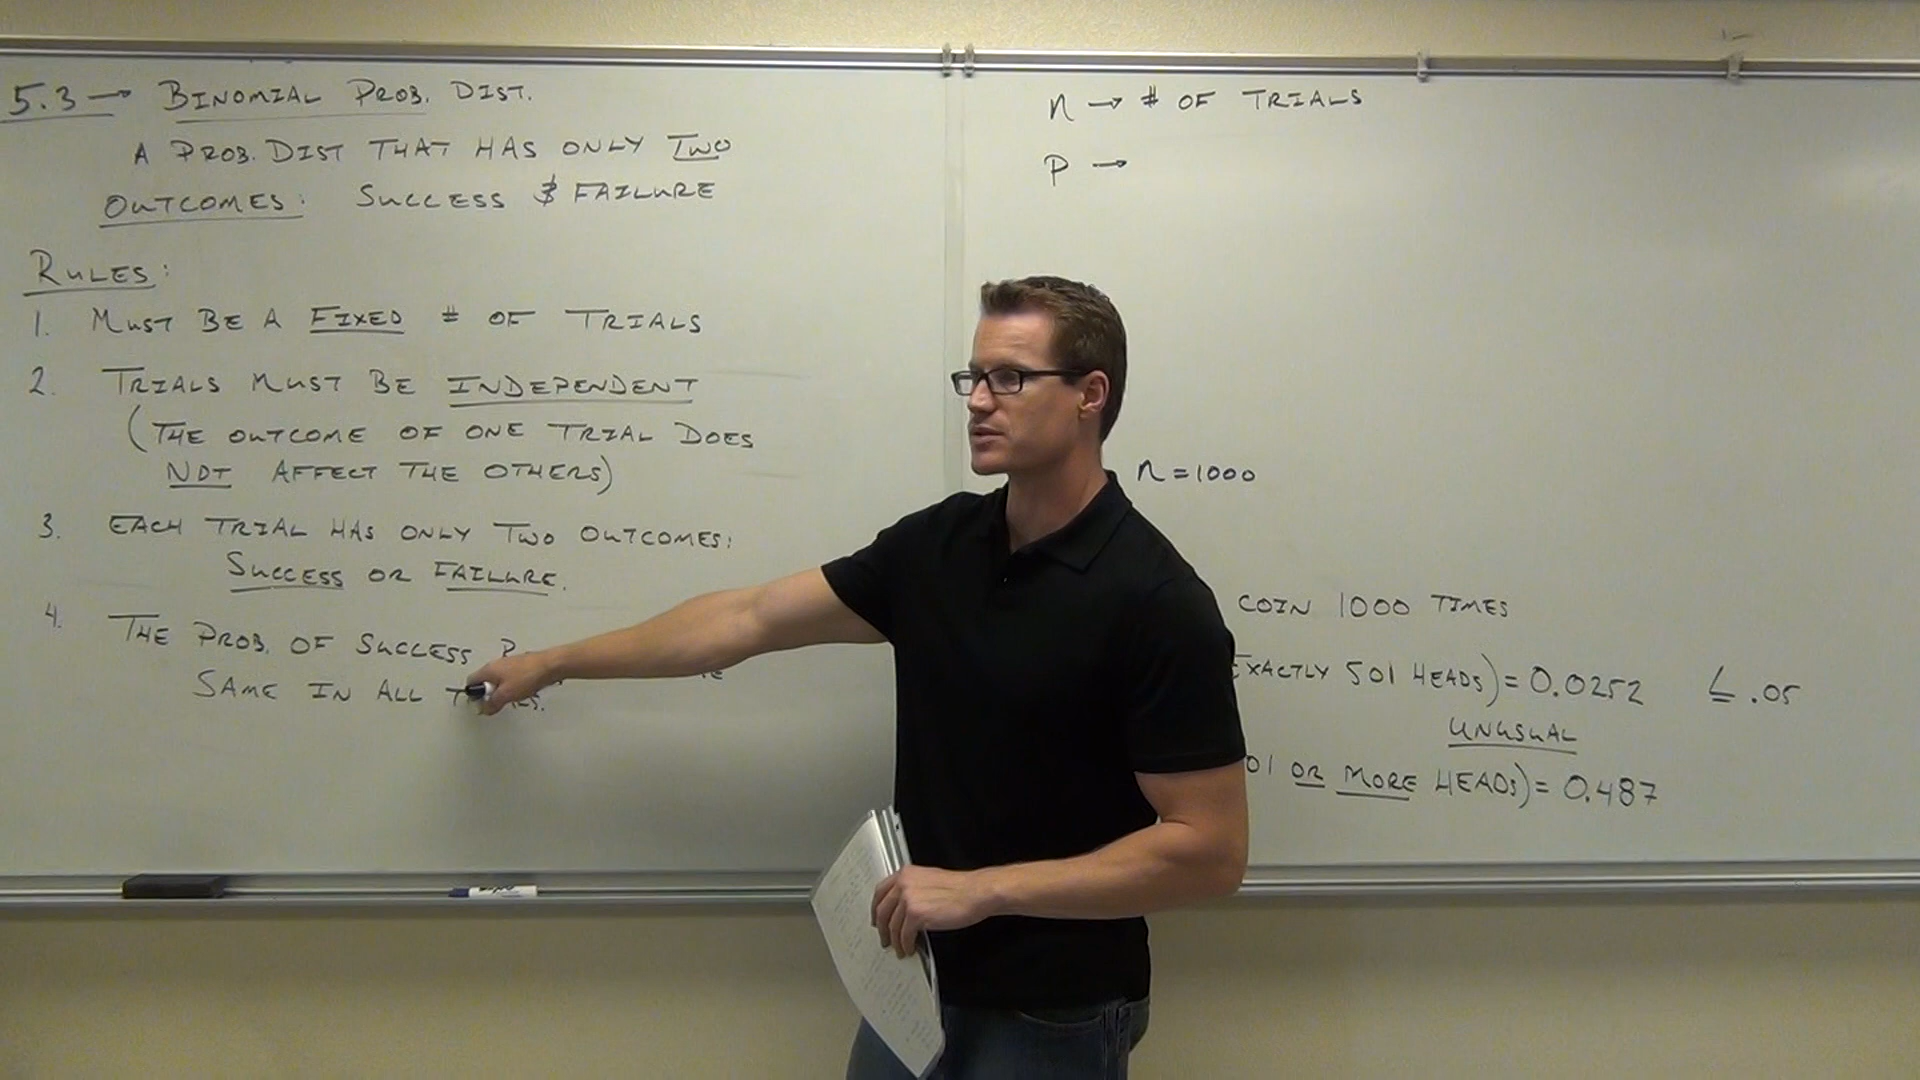 5.3 → BINOMIAL PROB. DIST.
A PROB. DIST THAT HAS ONLY TWO
OUTCOMES: SUCCESS & FAILURE
RULES:
1. MUST BE A FIXED # OF TRIALS
2. TRIALS MUST BE INDEPENDENT
(THE OUTCOME OF ONE TRIAL DOES
NOT AFFECT THE OTHERS)
3. EACH TRIAL HAS ONLY TWO OUTCOMES:
SUCCESS OR FAILURE.
4. THE PROB. OF SUCCESS
SAME IN ALL
n → # OF TRIALS
P →
n = 1000
COIN 1000 TIMES
EXACTLY 501 HEADS) = 0.0252 ≤ .05
UNUSUAL
01 OR MORE HEADS) = 0.487